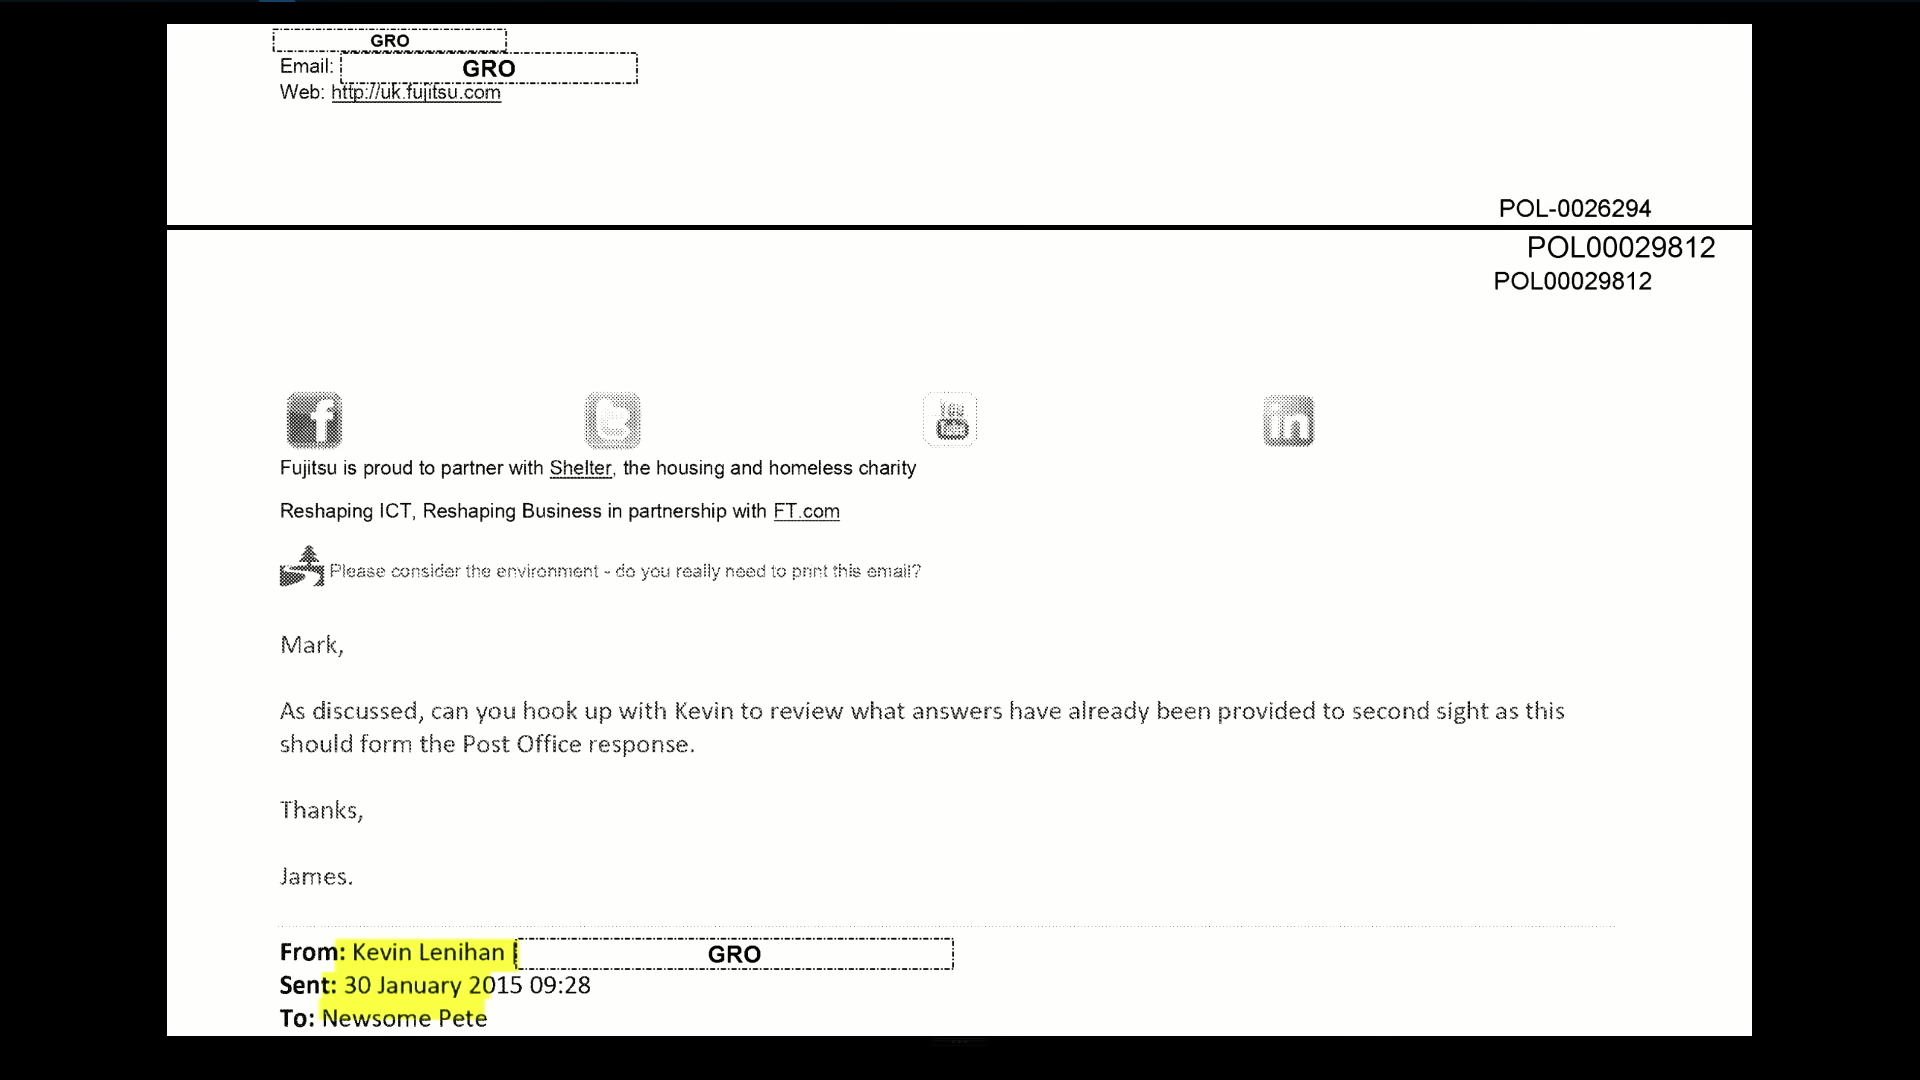 GRO
Email: GRO
Web: http://uk.fujitsu.com
POL-0026294
POL00029812
POL00029812
f
t
You
in
Fujitsu is proud to partner with Shelter, the housing and homeless charity
Reshaping ICT, Reshaping Business in partnership with FT.com
Please consider the environment - do you really need to print this email?
Mark,
As discussed, can you hook up with Kevin to review what answers have already been provided to second sight as this
should form the Post Office response.
Thanks,
James.
From: Kevin Lenihan GRO
Sent: 30 January 2015 09:28
To: Newsome Pete